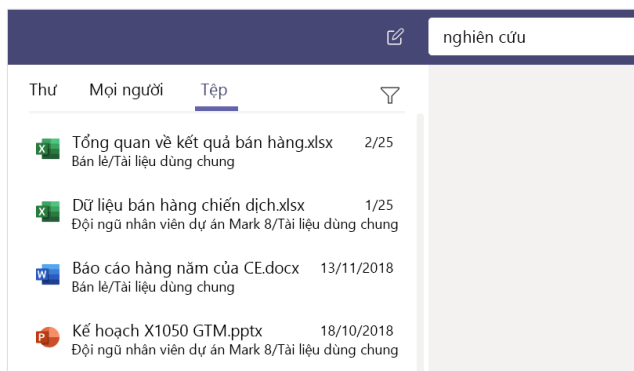 nghiên cứu
Thư Mọi người Tệp
Tổng quan về kết quả bán hàng.xlsx 2/25
Bán lẻ/Tài liệu dùng chung
Dữ liệu bán hàng chiến dịch.xlsx 1/25
Đội ngũ nhân viên dự án Mark 8/Tài liệu dùng chung
Báo cáo hàng năm của CE.docx 13/11/2018
Bán lẻ/Tài liệu dùng chung
Kế hoạch X1050 GTM.pptx 18/10/2018
Đội ngũ nhân viên dự án Mark 8/Tài liệu dùng chung